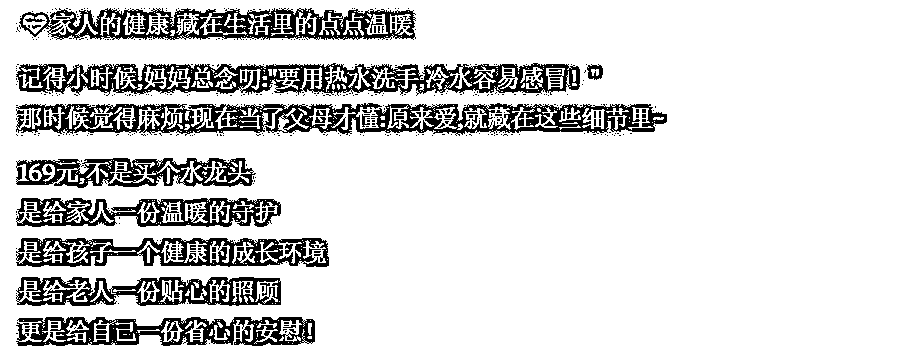 💝家人的健康,藏在生活里的点点温暖
记得小时候,妈妈总念叨:"要用热水洗手,冷水容易感冒!"
那时候觉得麻烦,现在当了父母才懂:原来爱,就藏在这些细节里~
169元,不是买个水龙头
是给家人一份温暖的守护
是给孩子一个健康的成长环境
是给老人一份贴心的照顾
更是给自己一份省心的安慰!